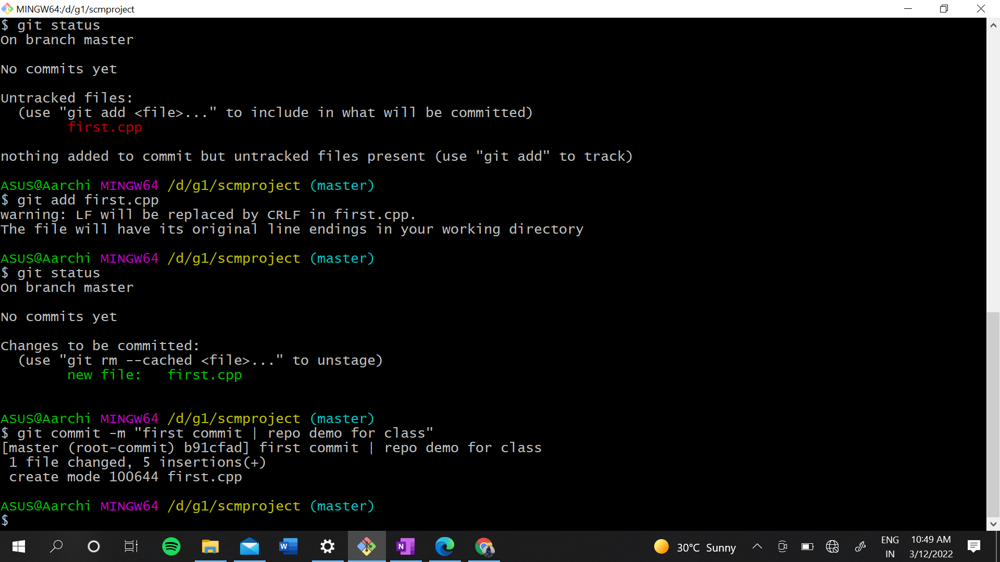 MINGW64:/d/g1/scmproject
$ git status
On branch master
No commits yet
Untracked files:
  (use "git add <file>..." to include in what will be committed)
        first.cpp
nothing added to commit but untracked files present (use "git add" to track)
ASUS@Aarchi MINGW64 /d/g1/scmproject (master)
$ git add first.cpp
warning: LF will be replaced by CRLF in first.cpp.
The file will have its original line endings in your working directory
ASUS@Aarchi MINGW64 /d/g1/scmproject (master)
$ git status
On branch master
No commits yet
Changes to be committed:
  (use "git rm --cached <file>..." to unstage)
        new file:   first.cpp
ASUS@Aarchi MINGW64 /d/g1/scmproject (master)
$ git commit -m "first commit | repo demo for class"
[master (root-commit) b91cfad] first commit | repo demo for class
 1 file changed, 5 insertions(+)
 create mode 100644 first.cpp
ASUS@Aarchi MINGW64 /d/g1/scmproject (master)
$
W
N
30°C Sunny
ENG
IN
10:49 AM
3/12/2022